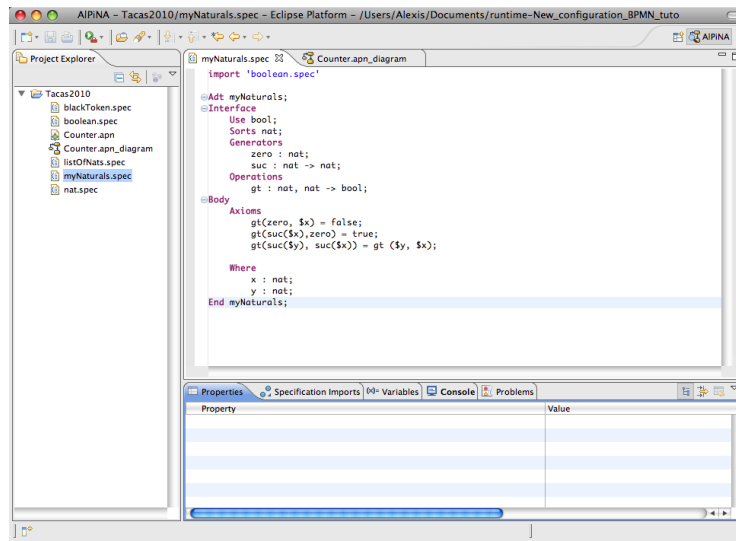 AlPiNA – Tacas2010/myNaturals.spec – Eclipse Platform – /Users/Alexis/Documents/runtime-New_configuration_BPMN_tuto
AlPiNA
Project Explorer
myNaturals.spec
Counter.apn_diagram
Tacas2010
blackToken.spec
boolean.spec
Counter.apn
Counter.apn_diagram
listOfNats.spec
myNaturals.spec
nat.spec
import 'boolean.spec'
Adt myNaturals;
Interface
Use bool;
Sorts nat;
Generators
zero : nat;
suc : nat -> nat;
Operations
gt : nat, nat -> bool;
Body
Axioms
gt(zero, $x) = false;
gt(suc($x),zero) = true;
gt(suc($y), suc($x)) = gt ($y, $x);
Where
x : nat;
y : nat;
End myNaturals;
Properties
Specification Imports
(x)= Variables
Console
Problems
Property
Value